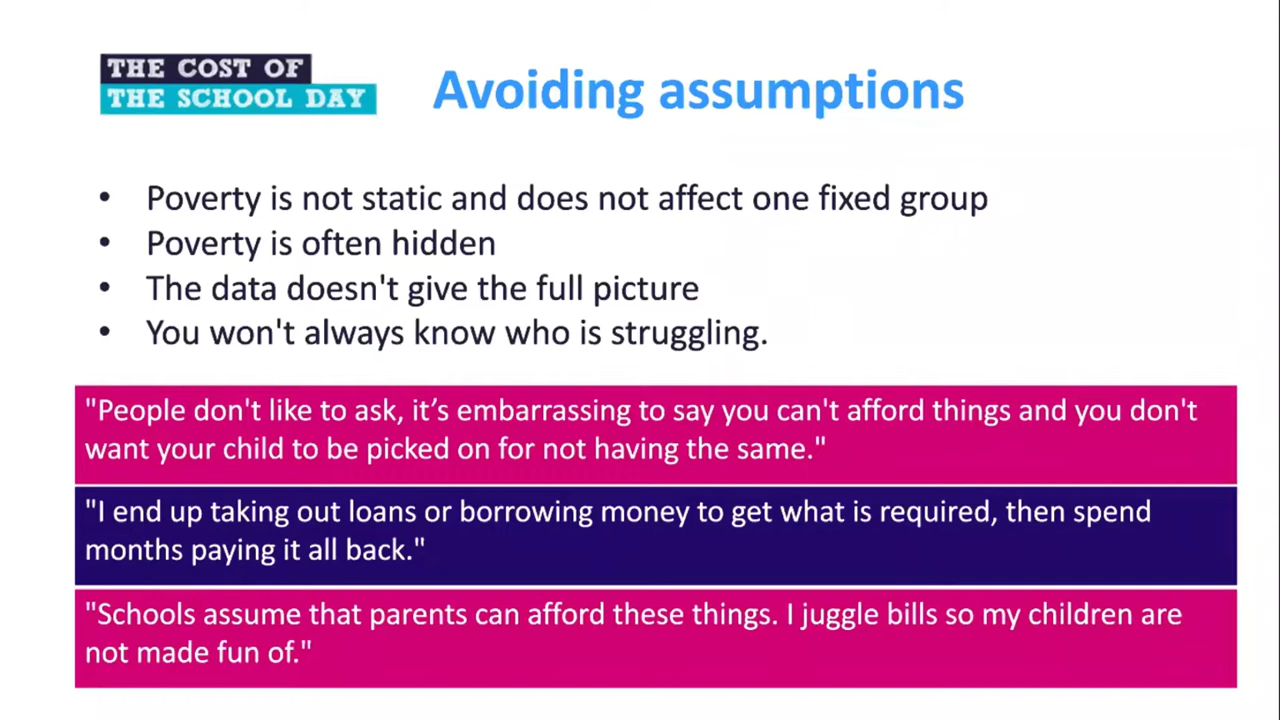 THE COST OF
THE SCHOOL DAY
Avoiding assumptions
• Poverty is not static and does not affect one fixed group
• Poverty is often hidden
• The data doesn't give the full picture
• You won't always know who is struggling.
"People don't like to ask, it’s embarrassing to say you can't afford things and you don't
want your child to be picked on for not having the same."
"I end up taking out loans or borrowing money to get what is required, then spend
months paying it all back."
"Schools assume that parents can afford these things. I juggle bills so my children are
not made fun of."